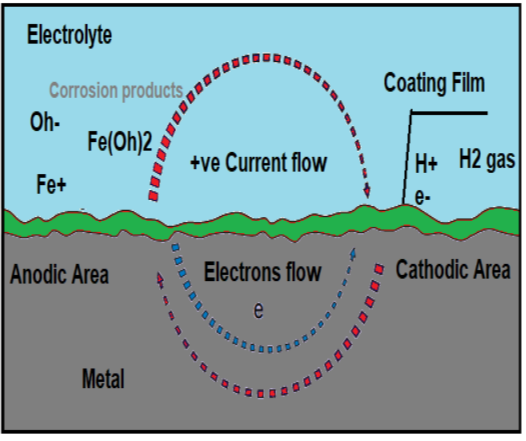 Electrolyte
Corrosion products
Coating Film
Oh-
Fe(Oh)2
+ve Current flow
H+
H2 gas
Fe+
e-
Anodic Area
Electrons flow
Cathodic Area
e
Metal